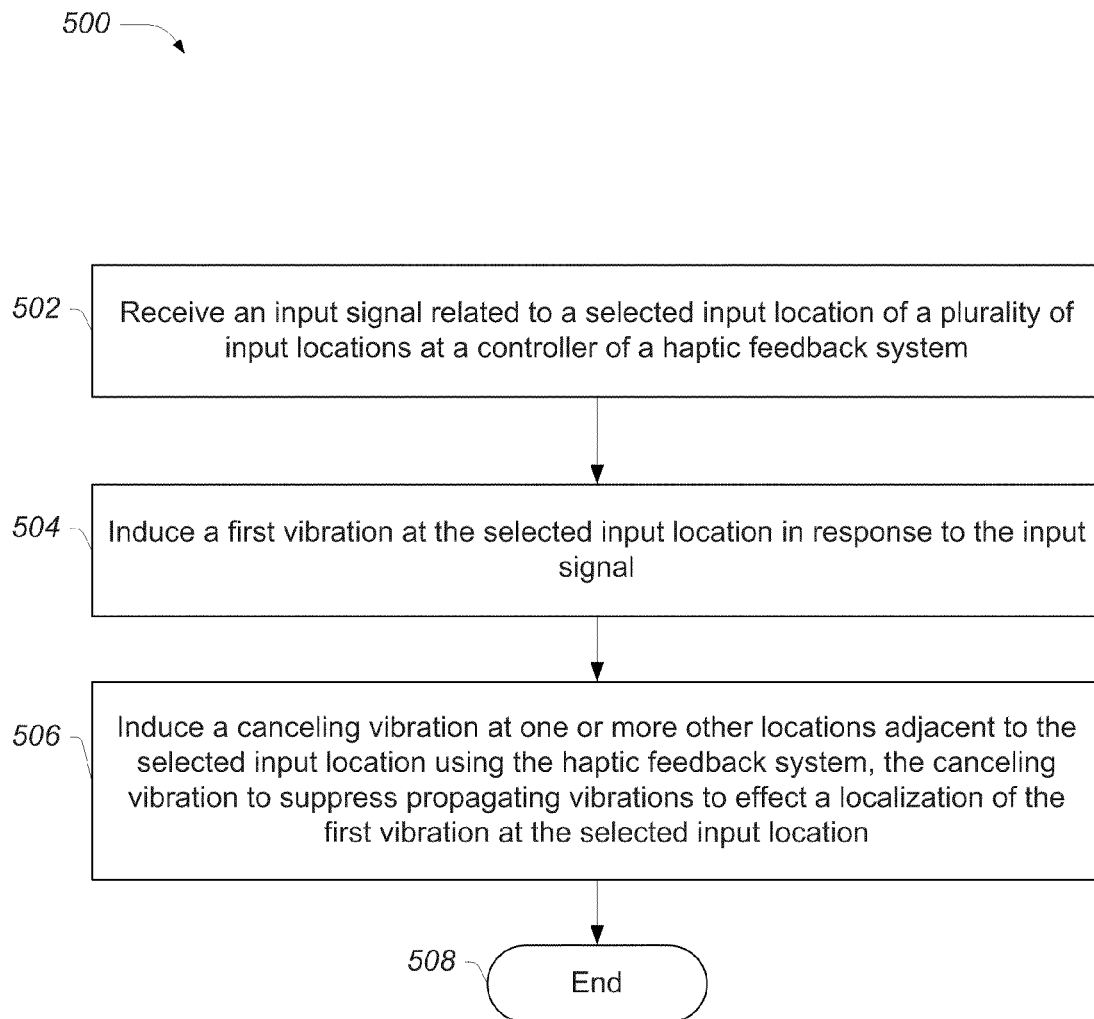 500
502
Receive an input signal related to a selected input location of a plurality of
input locations at a controller of a haptic feedback system
504
Induce a first vibration at the selected input location in response to the input
signal
506
Induce a canceling vibration at one or more other locations adjacent to the
selected input location using the haptic feedback system, the canceling
vibration to suppress propagating vibrations to effect a localization of the
first vibration at the selected input location
508
End